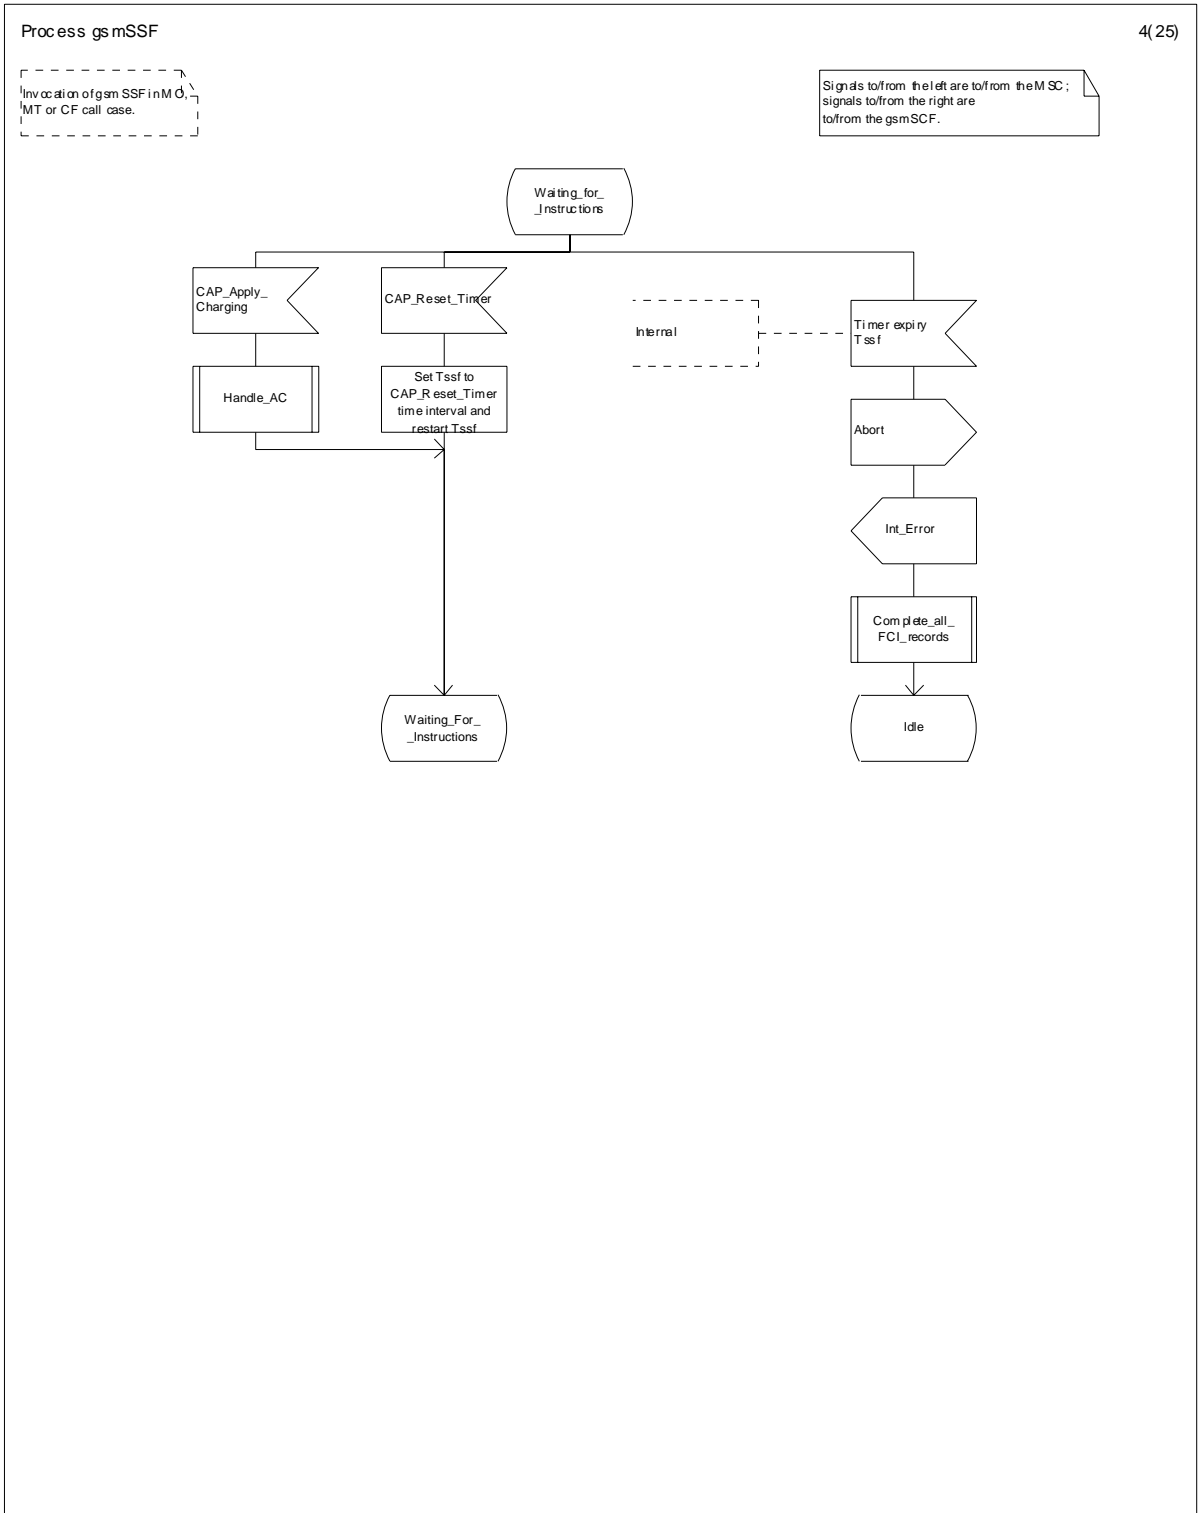 Process gsmSSF
4(25)
Invocation of gsmSSF in MO,
MT or CF call case.
Signals to/from the left are to/from the MSC;
signals to/from the right are
to/from the gsmSCF.
Waiting_for_
_Instructions
CAP_Apply_
Charging
CAP_Reset_Timer
Internal
Timer expiry
Tssf
Handle_AC
Set Tssf to
CAP_Reset_Timer
time interval and
restart Tssf
Abort
Int_Error
Complete_all_
FCI_records
Waiting_For_
_Instructions
Idle